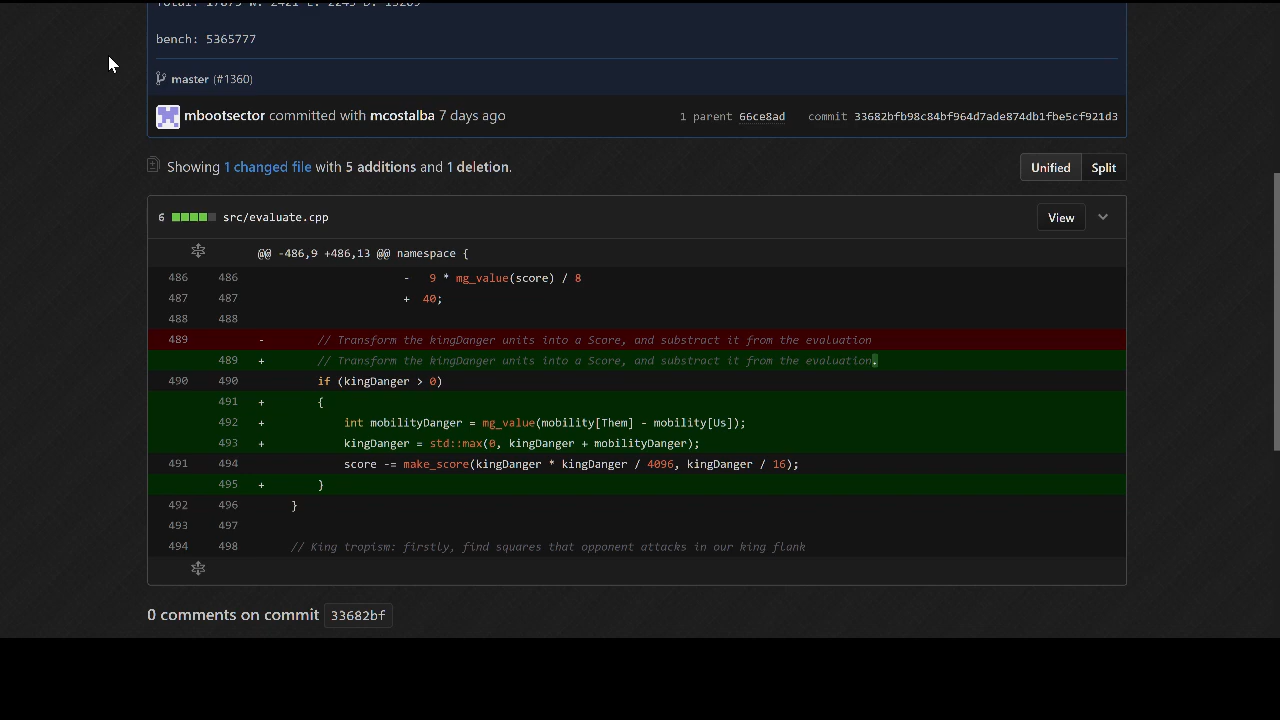 Total: 17875 W: 2421 L: 2245 D: 13209
bench: 5365777
master (#1360)
mbootsector committed with mcostalba 7 days ago 1 parent 66ce8ad commit 33682bfb98c84bf964d7ade874db1fbe5cf921d3
Showing 1 changed file with 5 additions and 1 deletion. Unified Split
6 src/evaluate.cpp View
@@ -486,9 +486,13 @@ namespace {
486 486 - 9 * mg_value(score) / 8
487 487 + 40;
488 488
489 - // Transform the kingDanger units into a Score, and substract it from the evaluation
489 + // Transform the kingDanger units into a Score, and substract it from the evaluation.
490 490 if (kingDanger > 0)
491 + {
492 + int mobilityDanger = mg_value(mobility[Them] - mobility[Us]);
493 + kingDanger = std::max(0, kingDanger + mobilityDanger);
491 494 score -= make_score(kingDanger * kingDanger / 4096, kingDanger / 16);
495 + }
492 496 }
493 497
494 498 // King tropism: firstly, find squares that opponent attacks in our king flank
0 comments on commit 33682bf